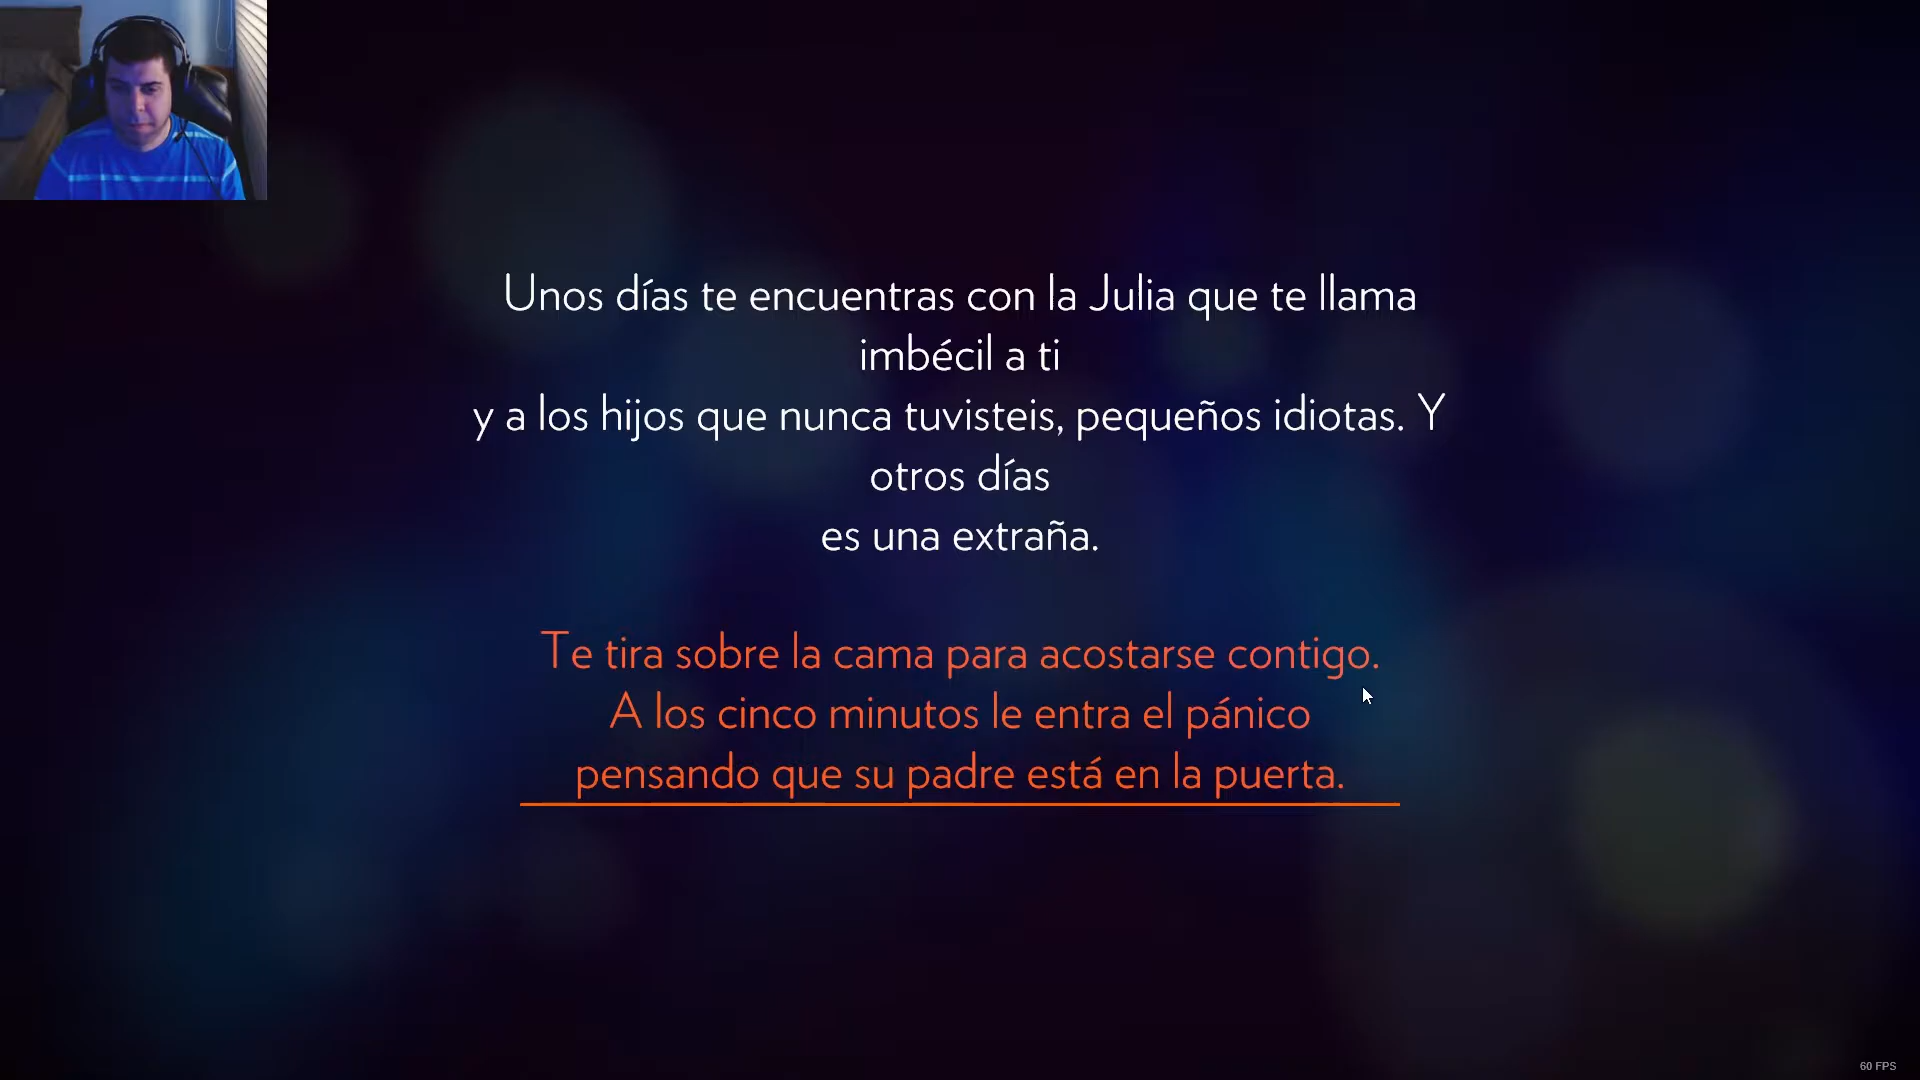 Unos días te encuentras con la Julia que te llama
imbécil a ti
y a los hijos que nunca tuvisteis, pequeños idiotas. Y
otros días
es una extraña.
Te tira sobre la cama para acostarse contigo.
A los cinco minutos le entra el pánico
pensando que su padre está en la puerta.
60 FPS